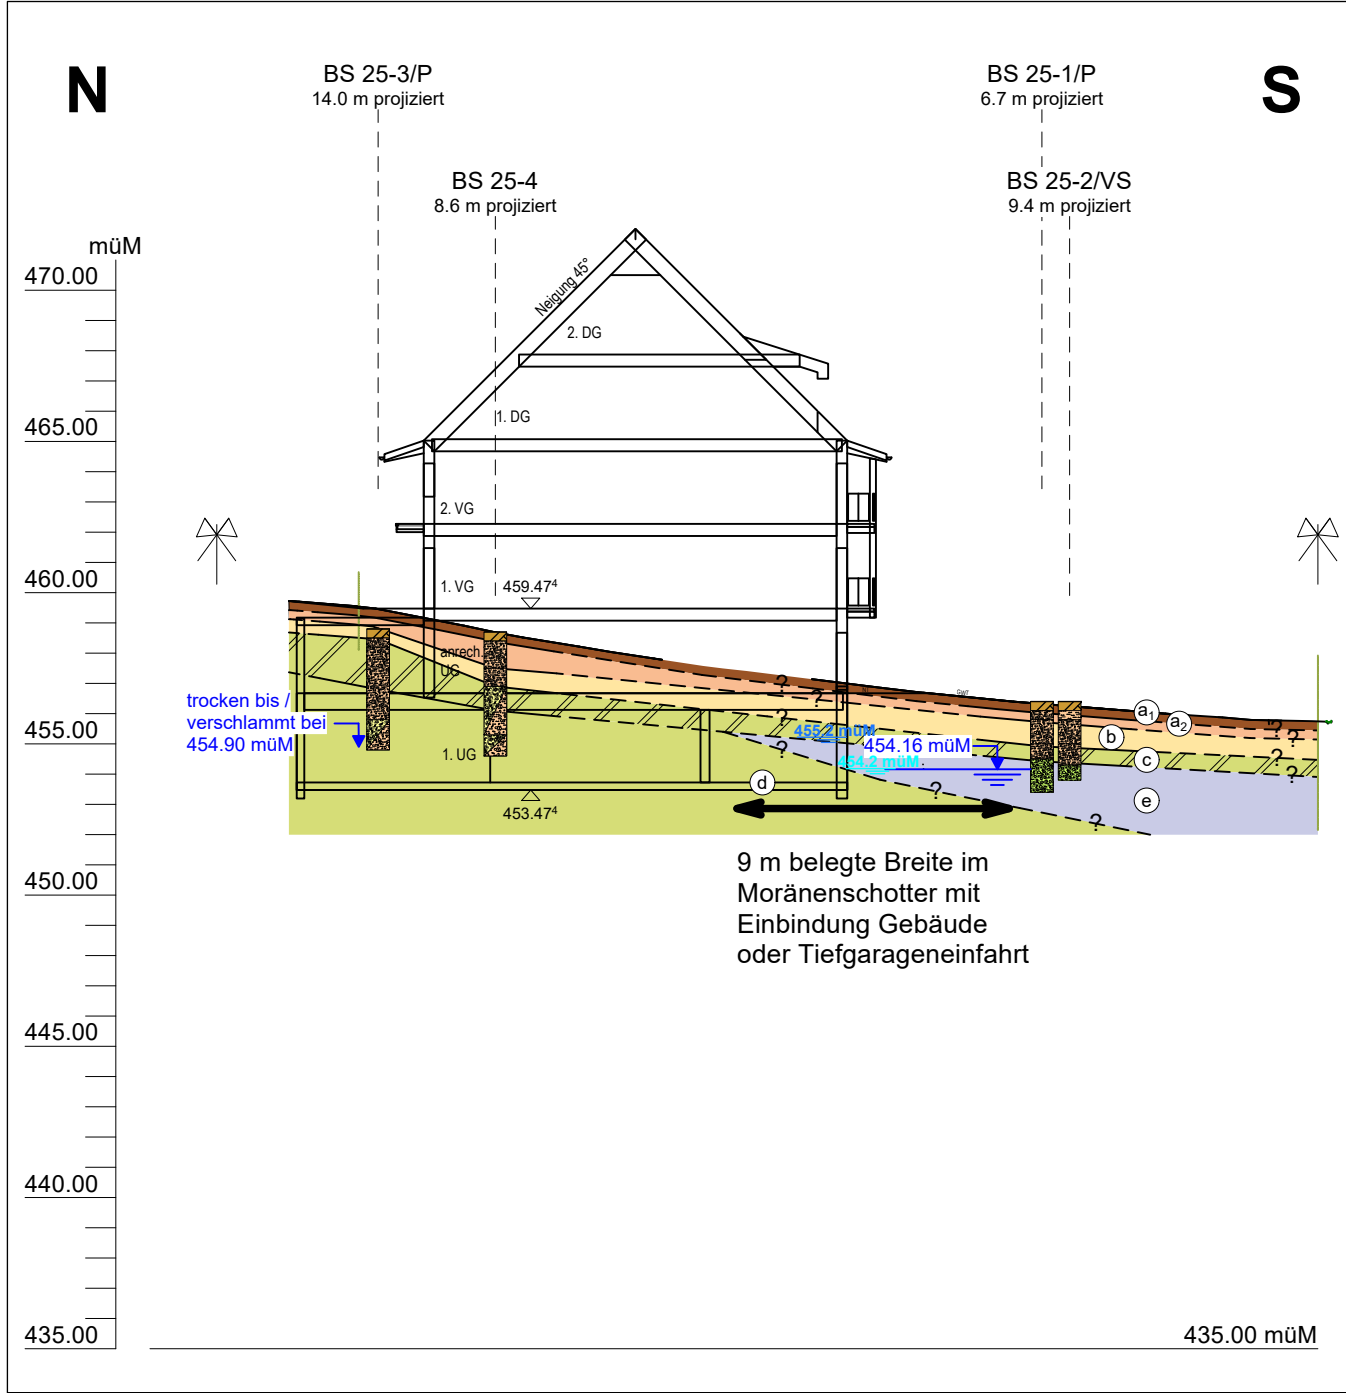 N
BS 25-3/P
14.0 m projiziert
BS 25-1/P
6.7 m projiziert
S
BS 25-4
8.6 m projiziert
BS 25-2/VS
9.4 m projiziert
müM
470.00
465.00
460.00
455.00
450.00
445.00
440.00
435.00
Neigung 45°
2. DG
1. DG
2. VG
1. VG
459.47⁴
anrech.
UG
1. UG
453.47⁴
trocken bis /
verschlammt bei
454.90 müM
455.2 müM
454.16 müM
454.2 müM
?
?
?
?
?
?
?
?
?
?
a1
a2
b
c
d
e
9 m belegte Breite im
Moränenschotter mit
Einbindung Gebäude
oder Tiefgarageneinfahrt
435.00 müM